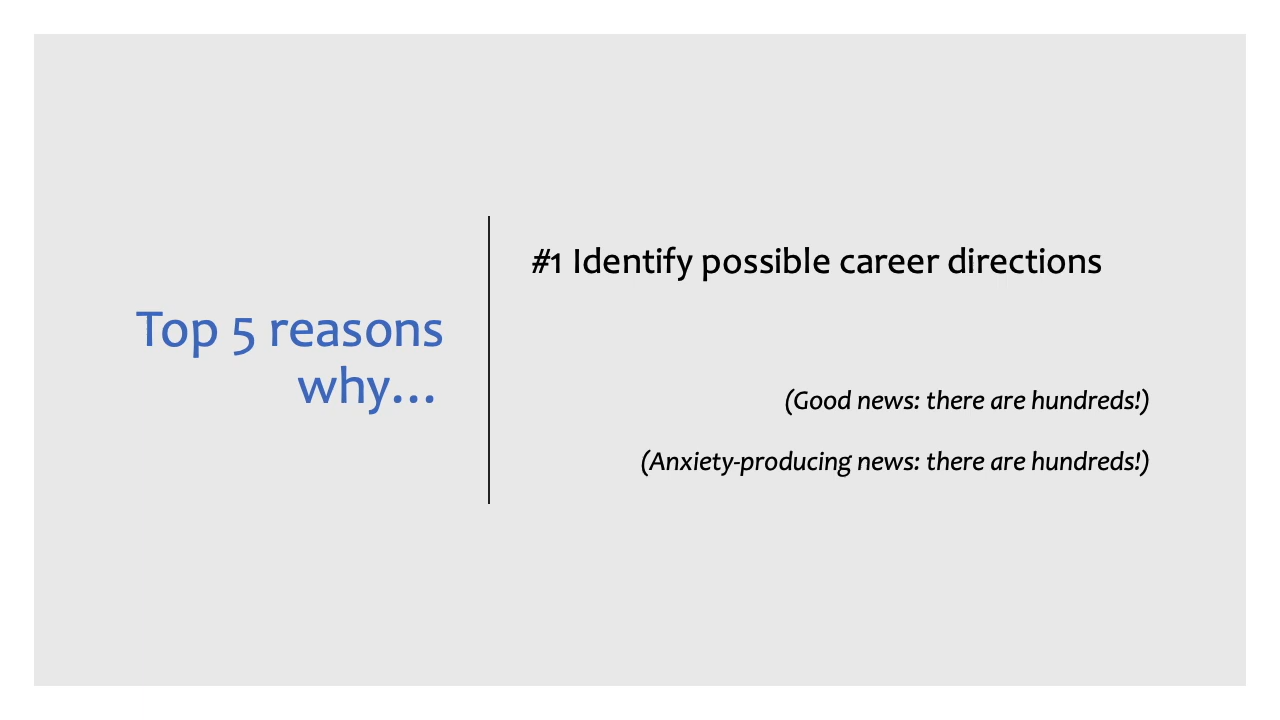 Top 5 reasons
why…
#1 Identify possible career directions
(Good news: there are hundreds!)
(Anxiety-producing news: there are hundreds!)